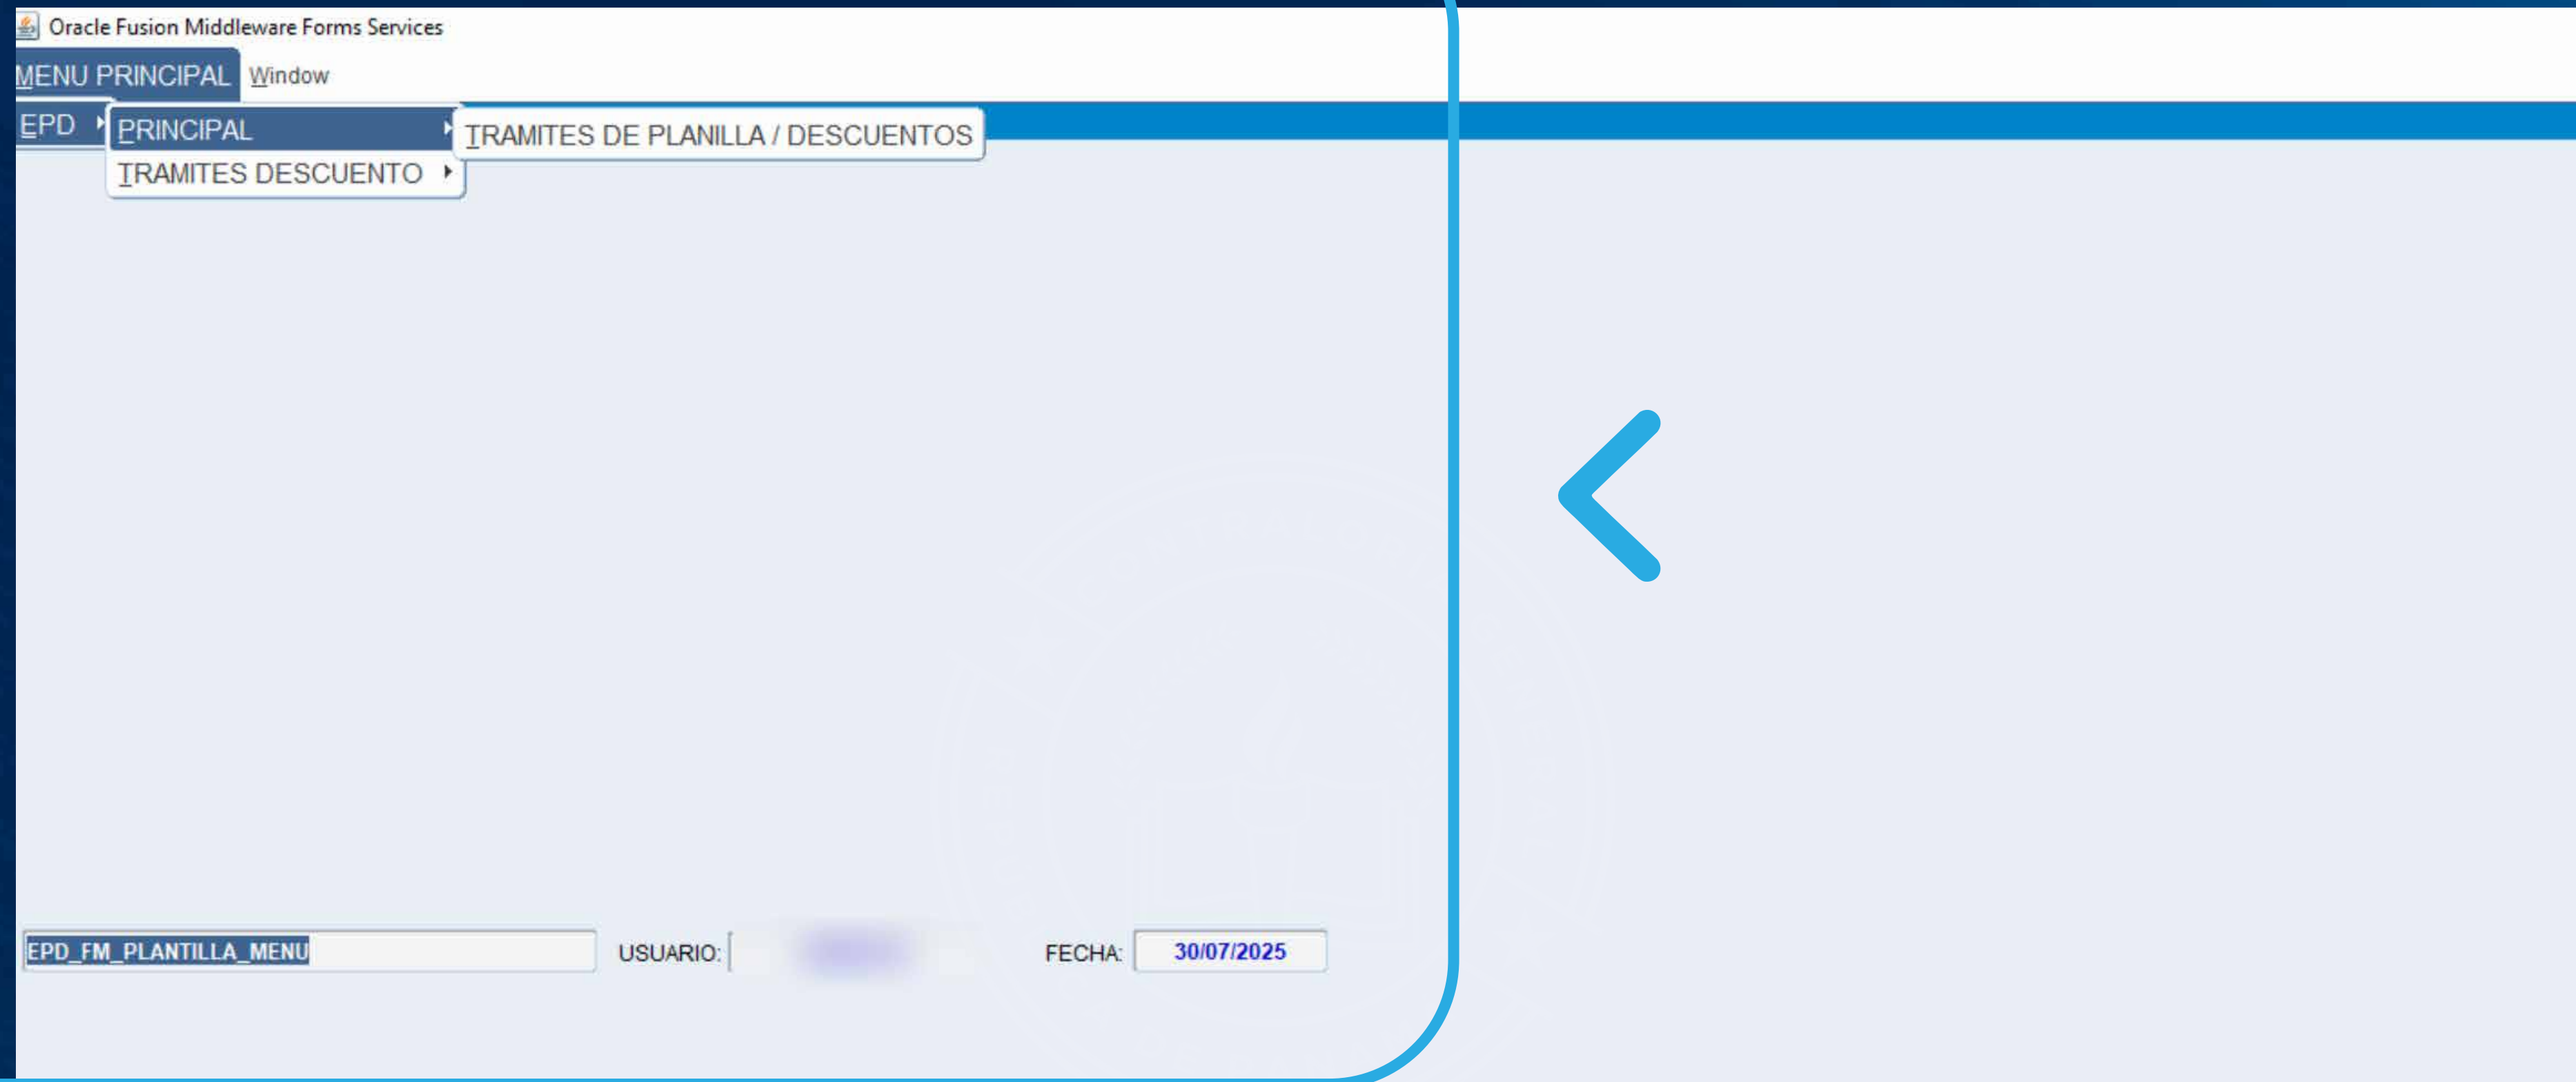 Oracle Fusion Middleware Forms Services
MENU PRINCIPAL Window
EPD PRINCIPAL TRAMITES DE PLANILLA / DESCUENTOS
TRAMITES DESCUENTO
EPD_FM_PLANTILLA_MENU USUARIO: FECHA: 30/07/2025